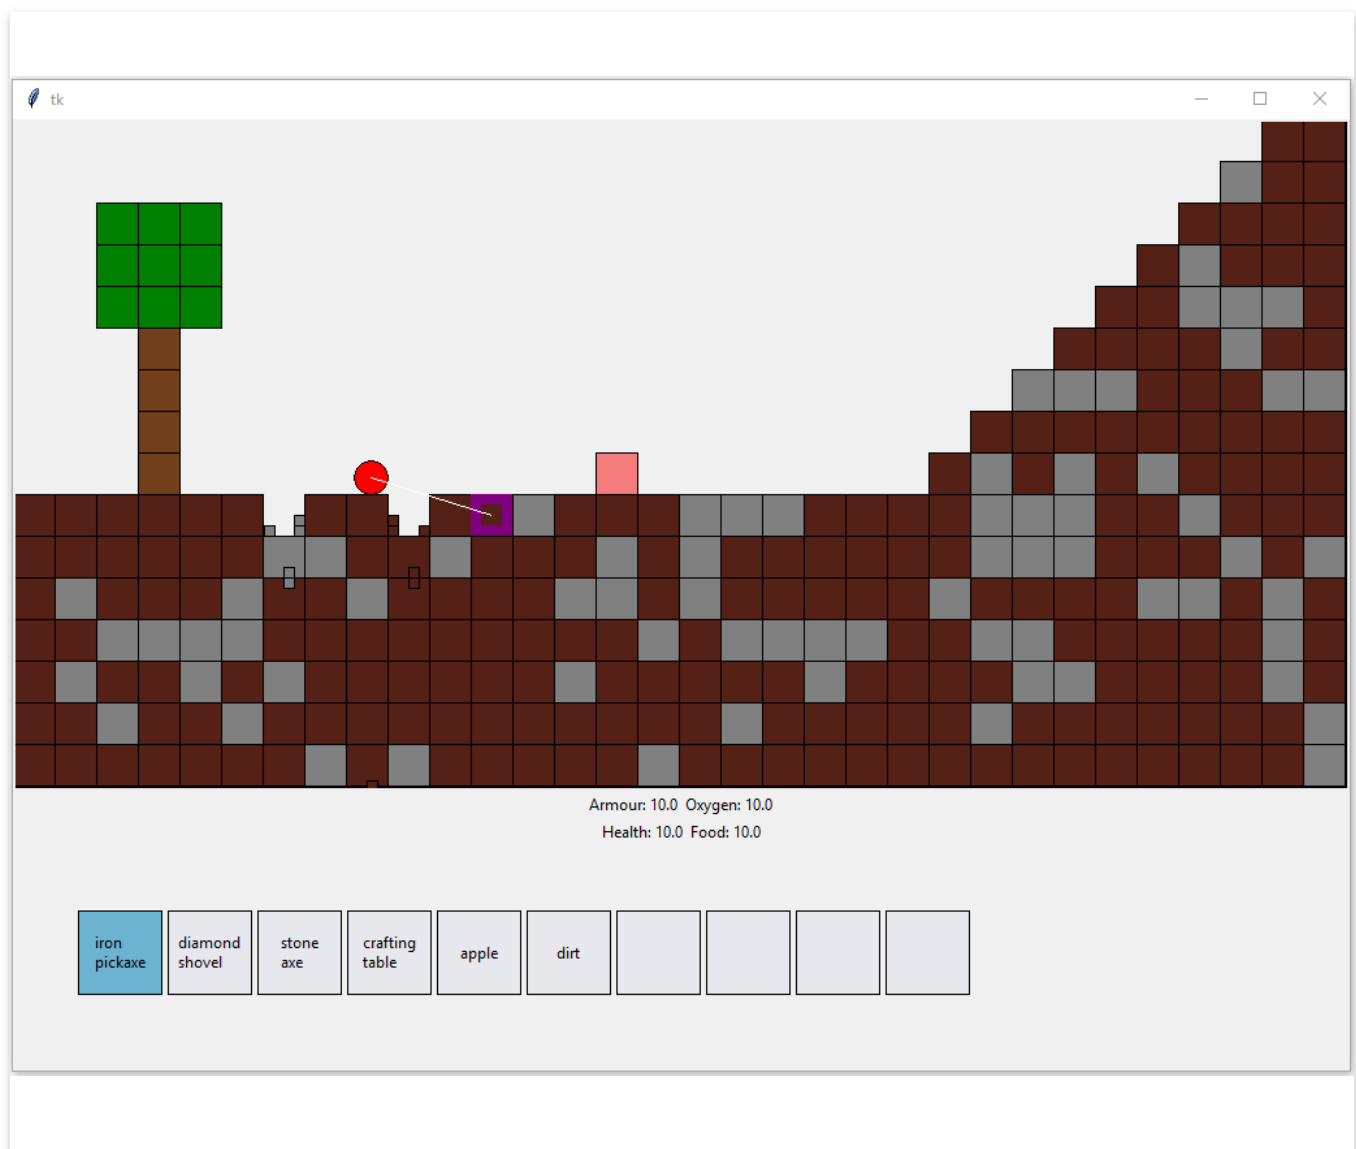 tk
Armour: 10.0 Oxygen: 10.0
Health: 10.0 Food: 10.0
iron
pickaxe
diamond
shovel
stone
axe
crafting
table
apple
dirt